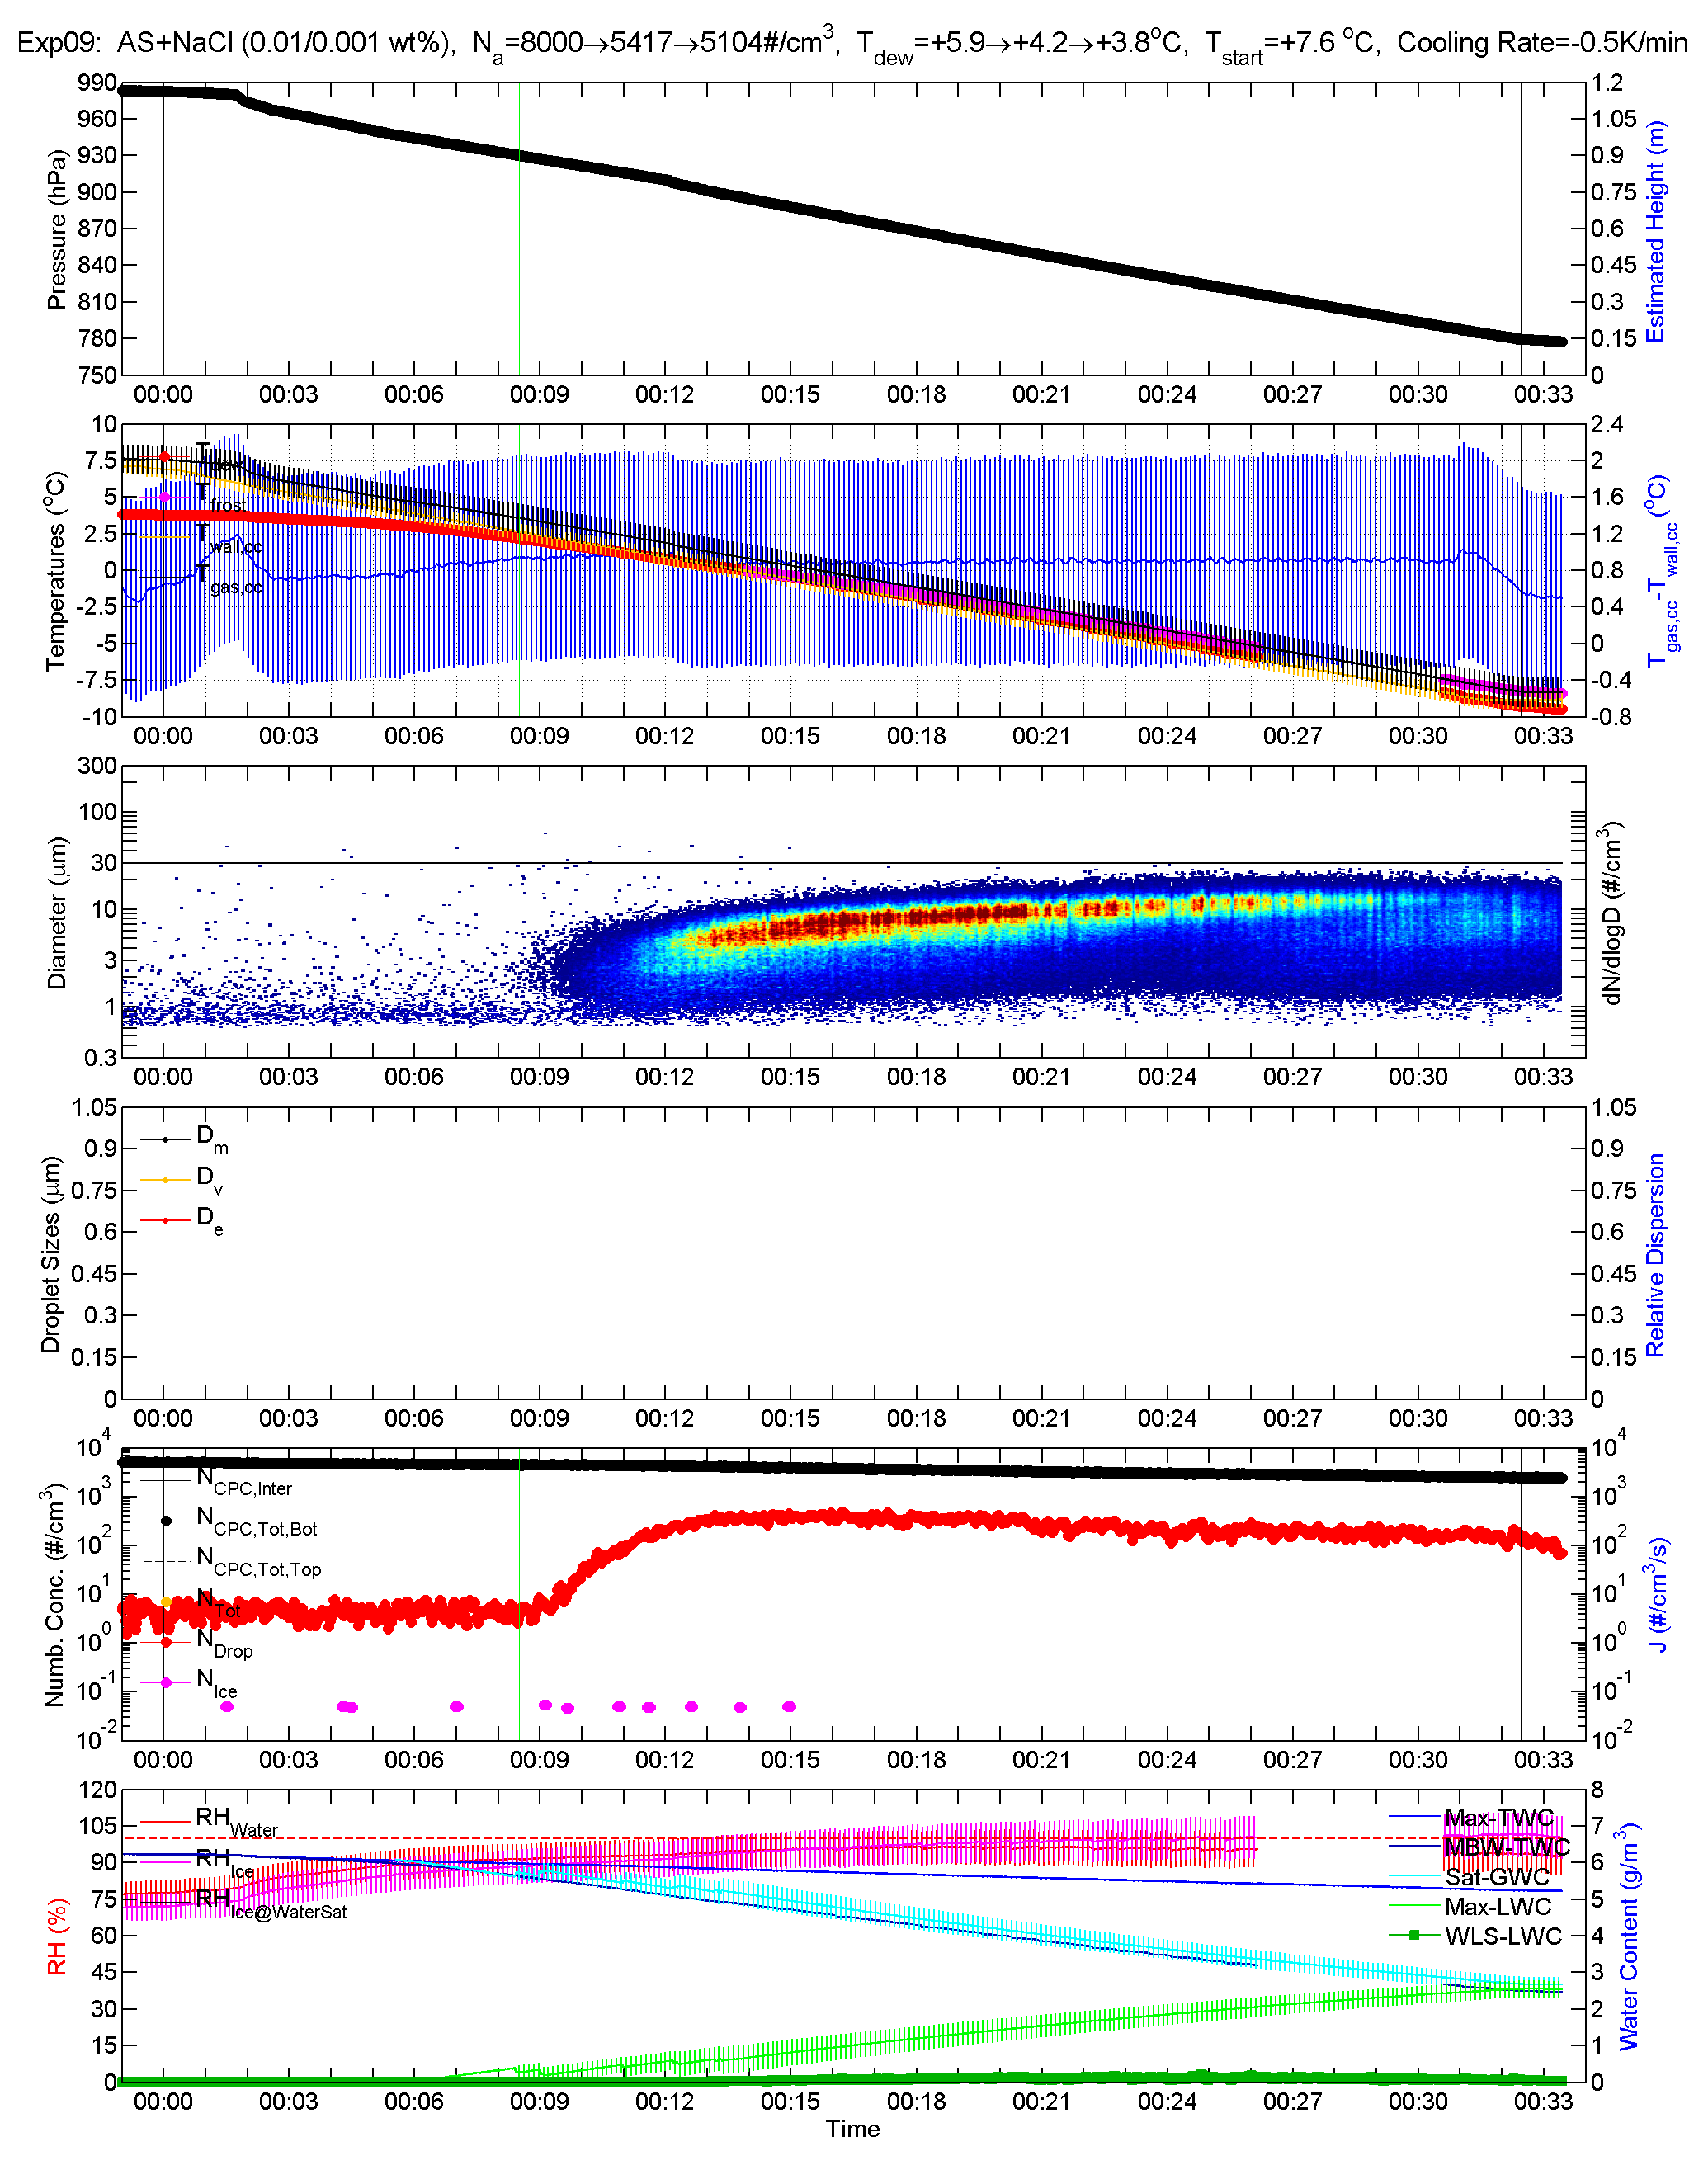 Exp09: AS+NaCl (0.01/0.001 wt%), Na=8000→5417→5104#/cm3, Tdew=+5.9→+4.2→+3.8oC, Tstart=+7.6 oC, Cooling Rate=-0.5K/min
990 960 930 900 870 840 810 780 750
Pressure (hPa)
1.2 1.05 0.9 0.75 0.6 0.45 0.3 0.15 0
Estimated Height (m)
00:00 00:03 00:06 00:09 00:12 00:15 00:18 00:21 00:24 00:27 00:30 00:33
10 7.5 5 2.5 0 -2.5 -5 -7.5 -10
Temperatures (oC)
Tfrost
Twall,cc
Tgas,cc
2.4 2 1.6 1.2 0.8 0.4 0 -0.4 -0.8
Tgas,cc-Twall,cc (oC)
00:00 00:03 00:06 00:09 00:12 00:15 00:18 00:21 00:24 00:27 00:30 00:33
300 100 30 10 3 1 0.3
Diameter (μm)
dN/dlogD (#/cm3)
00:00 00:03 00:06 00:09 00:12 00:15 00:18 00:21 00:24 00:27 00:30 00:33
1.05 0.9 0.75 0.6 0.45 0.3 0.15 0
Droplet Sizes (μm)
Dm
Dv
De
1.05 0.9 0.75 0.6 0.45 0.3 0.15 0
Relative Dispersion
00:00 00:03 00:06 00:09 00:12 00:15 00:18 00:21 00:24 00:27 00:30 00:33
104 103 102 101 100 10-1 10-2
Numb. Conc. (#/cm3)
NCPC,Inter
NCPC,Tot,Bot
NCPC,Tot,Top
NTot
NDrop
NIce
104 103 102 101 100 10-1 10-2
J (#/cm3/s)
00:00 00:03 00:06 00:09 00:12 00:15 00:18 00:21 00:24 00:27 00:30 00:33
120 105 90 75 60 45 30 15 0
RH (%)
RHWater
RHIce
RHIce@WaterSat
Max-TWC
MBW-TWC
Sat-GWC
Max-LWC
WLS-LWC
8 7 6 5 4 3 2 1 0
Water Content (g/m3)
00:00 00:03 00:06 00:09 00:12 00:15 00:18 00:21 00:24 00:27 00:30 00:33
Time